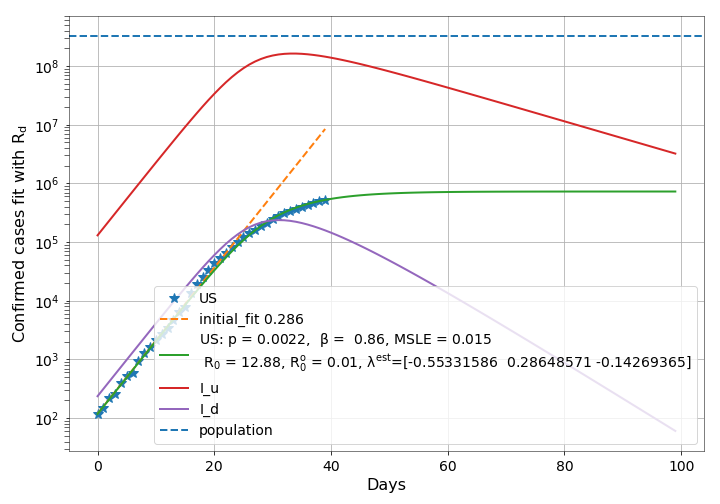 Confirmed cases fit with R_d
10^8
10^7
10^6
10^5
10^4
10^3
10^2
US
initial_fit 0.286
US: p = 0.0022,  β =  0.86, MSLE = 0.015
R_0 = 12.88, R_0^o = 0.01, λ^est=[-0.55331586  0.28648571 -0.14269365]
I_u
I_d
population
0 20 40 60 80 100
Days